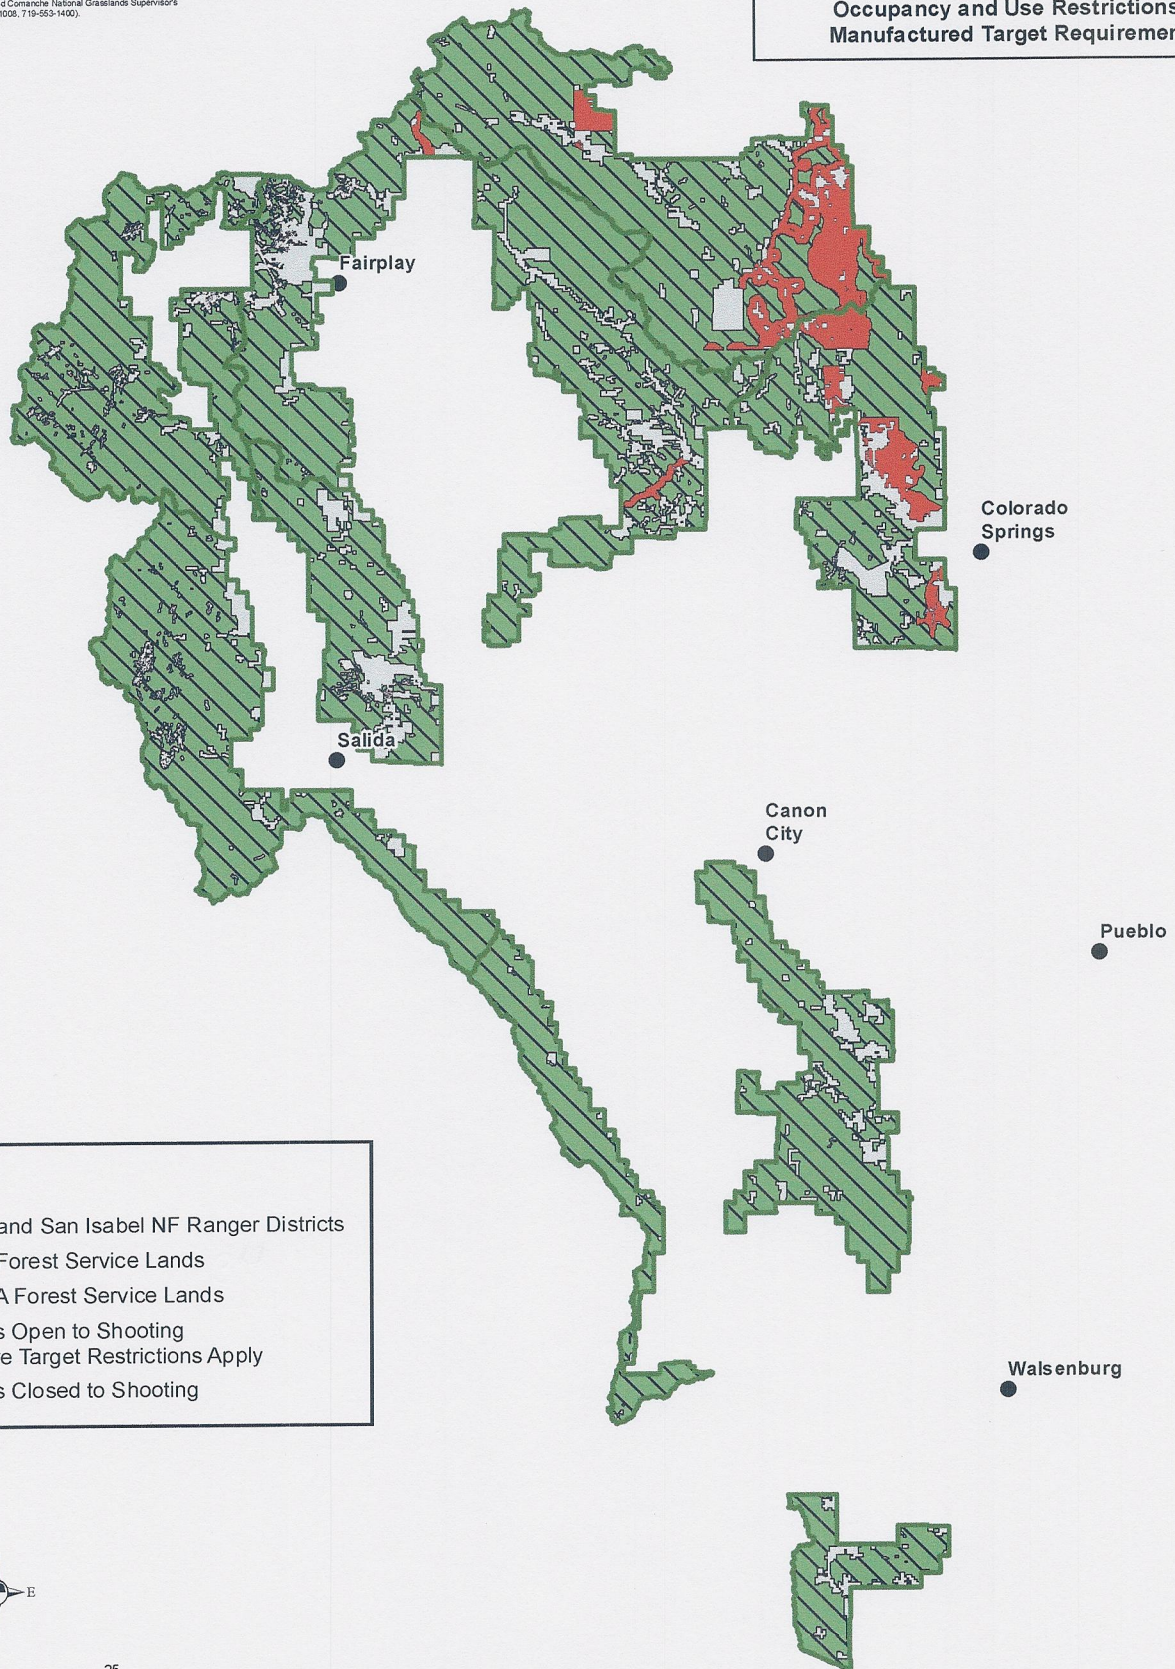 d Comanche National Grasslands Supervisor's
1008, 719-553-1400).
Occupancy and Use Restrictions
Manufactured Target Requiremer
Fairplay
Colorado
Springs
Salida
Canon
City
Pueblo
and San Isabel NF Ranger Districts
Forest Service Lands
A Forest Service Lands
s Open to Shooting
e Target Restrictions Apply
s Closed to Shooting
Walsenburg
E
25